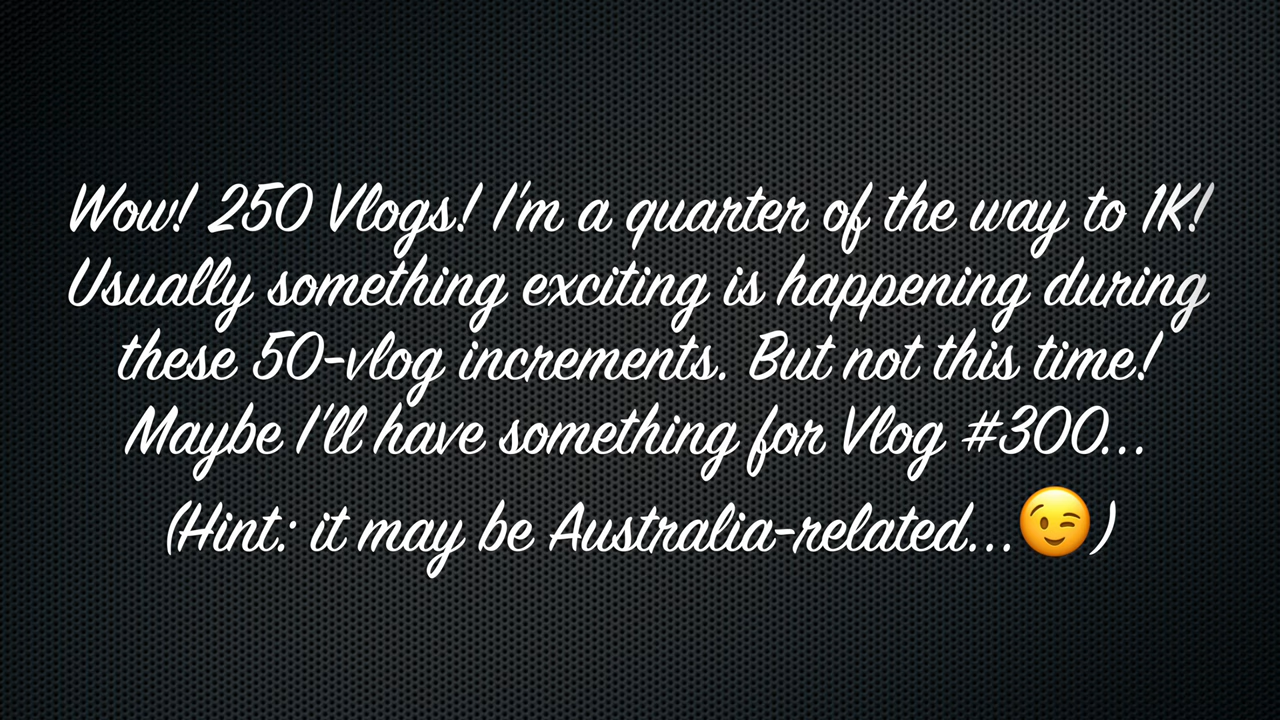 Wow! 250 Vlogs! I'm a quarter of the way to 1K!
Usually something exciting is happening during
these 50-vlog increments. But not this time!
Maybe I'll have something for Vlog #300...
(Hint: it may be Australia-related...😉)